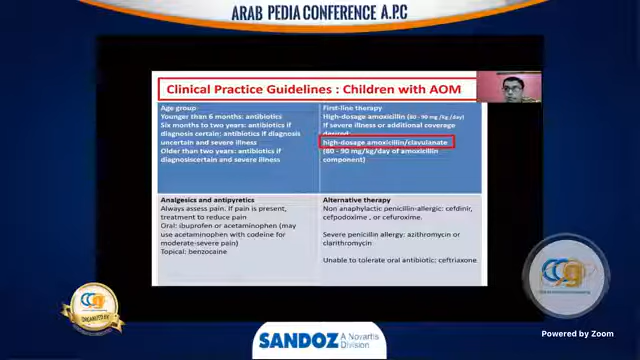 ARAB PEDIA CONFERENCE A.P.C
Clinical Practice Guidelines : Children with AOM
Age group
Younger than 6 months: antibiotics
Six months to two years: antibiotics if
diagnosis certain; antibiotics if diagnosis
uncertain and severe illness
Older than two years: antibiotics if
diagnosiscertain and severe illness
First-line therapy
High-dosage amoxicillin (80 - 90 mg/kg/day)
If severe illness or additional coverage
desired:
high-dosage amoxicillin/clavulanate
(80 - 90 mg/kg/day of amoxicillin
component)
Analgesics and antipyretics
Always assess pain. If pain is present,
treatment to reduce pain
Oral: ibuprofen or acetaminophen (may
use acetaminophen with codeine for
moderate-severe pain)
Topical: benzocaine
Alternative therapy
Non anaphylactic penicillin-allergic: cefdinir,
cefpodoxime , or cefuroxime.
Severe penicillin allergy: azithromycin or
clarithromycin
Unable to tolerate oral antibiotic: ceftriaxone
ORGANIZED BY
SANDOZ A Novartis
Division
Powered by Zoom